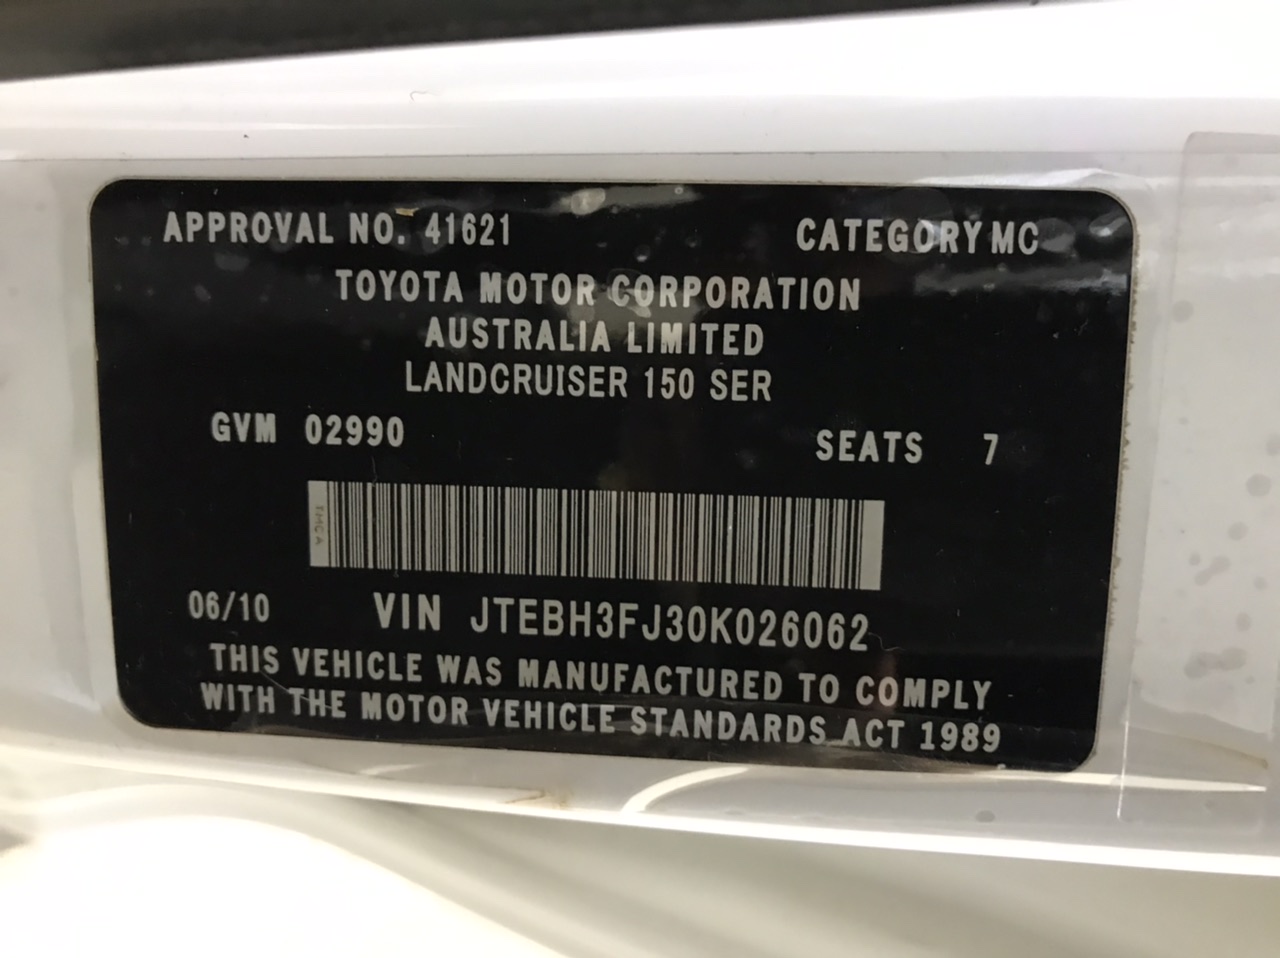 APPROVAL NO. 41621 CATEGORY MC
TOYOTA MOTOR CORPORATION
AUSTRALIA LIMITED
LANDCRUISER 150 SER
GVM 02990 SEATS 7
TMCA
06/10 VIN JTEBH3FJ30K026062
THIS VEHICLE WAS MANUFACTURED TO COMPLY
WITH THE MOTOR VEHICLE STANDARDS ACT 1989